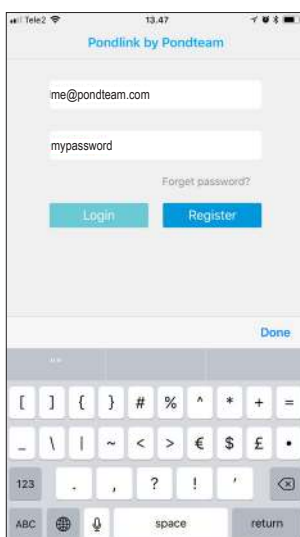 Tele2 13.47
Pondlink by Pondteam
me@pondteam.com
mypassword
Forget password?
Login Register
Done
[ ] { } # % ^ * + =
_ \ | ~ < > € $ £ •
123 . , ? ! '
ABC space return